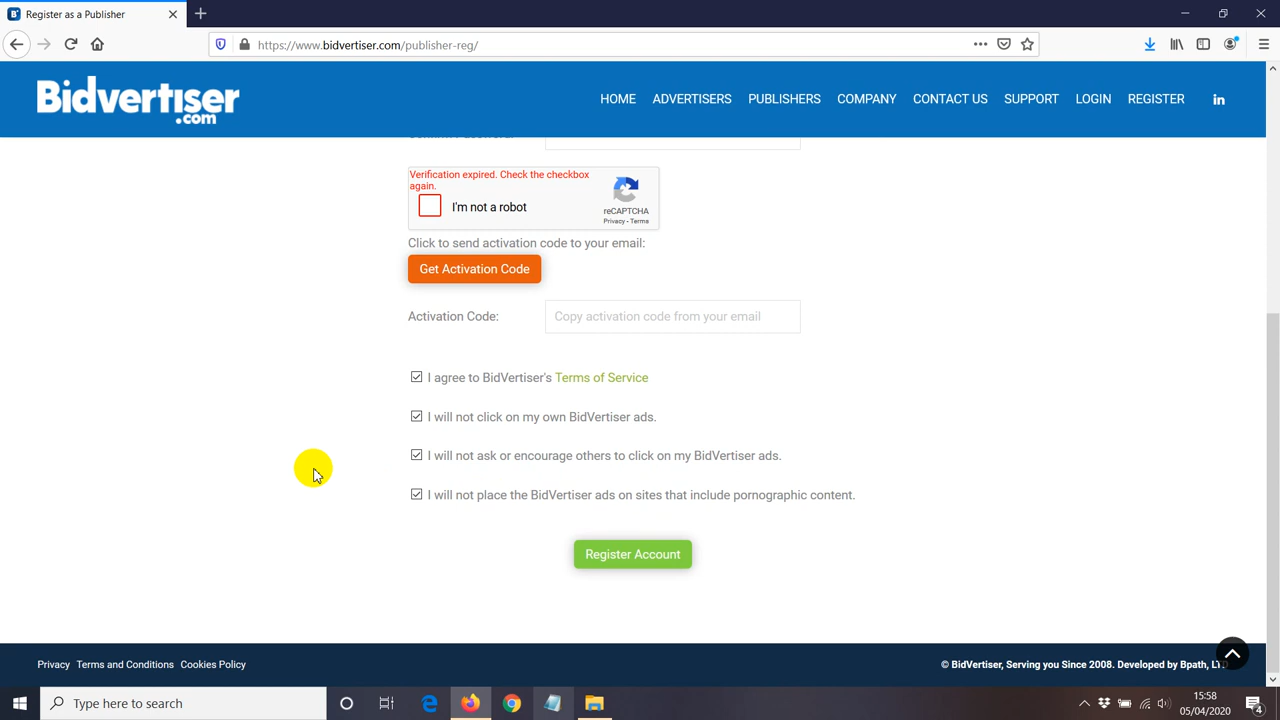 Register as a Publisher
https://www.bidvertiser.com/publisher-reg/
Bidvertiser
.com
HOME ADVERTISERS PUBLISHERS COMPANY CONTACT US SUPPORT LOGIN REGISTER in
Verification expired. Check the checkbox
again.
I'm not a robot
reCAPTCHA
Privacy - Terms
Click to send activation code to your email:
Get Activation Code
Activation Code: Copy activation code from your email
I agree to BidVertiser's Terms of Service
I will not click on my own BidVertiser ads.
I will not ask or encourage others to click on my BidVertiser ads.
I will not place the BidVertiser ads on sites that include pornographic content.
Register Account
Privacy Terms and Conditions Cookies Policy
© BidVertiser, Serving you Since 2008. Developed by Bpath, LTD
Type here to search
15:58
05/04/2020
4